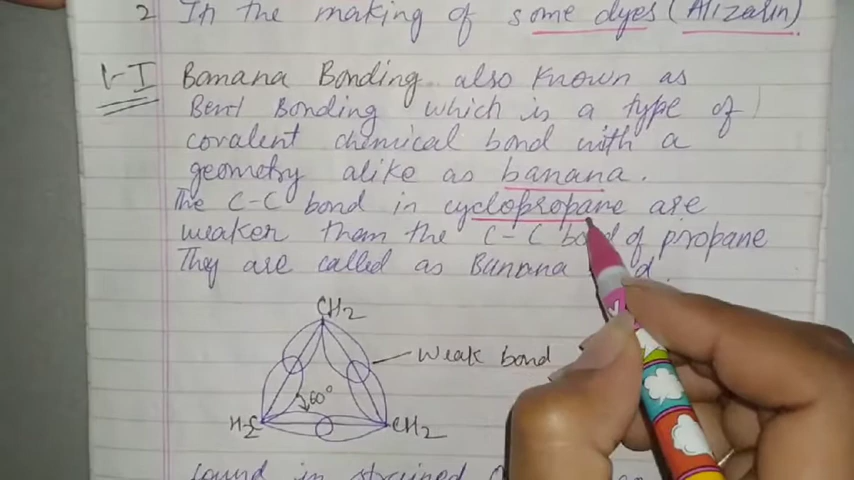 2 In the making of some dyes (Alizarin)
1-I Banana Bonding also known as
Bent Bonding which is a type of
covalent chemical bond with a
geometry alike as banana.
The C-C bond in cyclopropane are
weaker than the C-C bond of propane
They are called as Banana
CH2
Weak bond
60°
H2C
CH2
found in strained